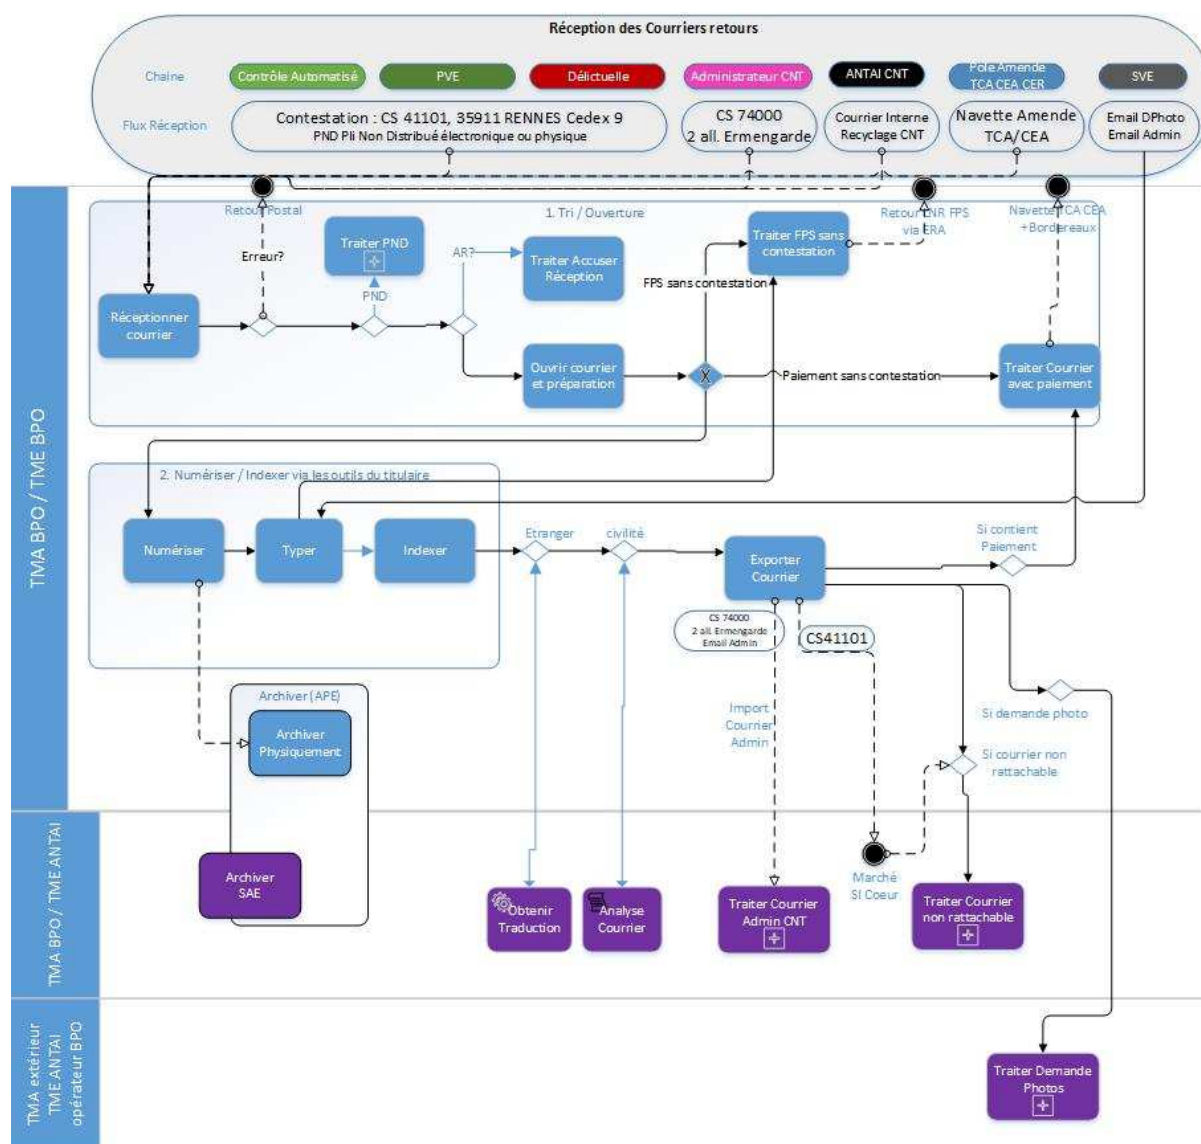 Réception des Courriers retours
Chaine
Contrôle Automatisé
PVE
Délictuelle
Administrateur CNT
ANTAI CNT
Pole Amende
TCA CEA CER
SVE
Flux Réception
Contestation : CS 41101, 35911 RENNES Cedex 9
PND Pli Non Distribué électronique ou physique
CS 74000
2 all. Ermengarde
Courrier Interne
Recyclage CNT
Navette Amende
TCA/CEA
Email DPhoto
Email Admin
TMA BPO / TME BPO
Retour Postal
1. Tri / Ouverture
Retour LNR FPS
via ERA
Navette TCA CEA
+Bordereaux
Erreur?
Traiter PND
PND
AR?
Traiter Accuser
Réception
Traiter FPS sans
contestation
FPS sans contestation
Réceptionner
courrier
Ouvrir courrier
et préparation
X
Paiement sans contestation
Traiter Courrier
avec paiement
2. Numériser / Indexer via les outils du titulaire
Numériser
Typer
Indexer
Etranger
civilité
Exporter
Courrier
Si contient
Paiement
CS 74000
2 all. Ermengarde
Email Admin
CS41101
Archiver (APE)
Archiver
Physiquement
Import
Courrier
Admin
Si demande photo
Si courrier non
rattachable
TMA BPO / TME ANTAI
Archiver
SAE
Obtenir
Traduction
Analyse
Courrier
Traiter Courrier
Admin CNT
Marché
SI Coeur
Traiter Courrier
non rattachable
TMA extérieur
TME ANTAI
opérateur BPO
Traiter Demande
Photos